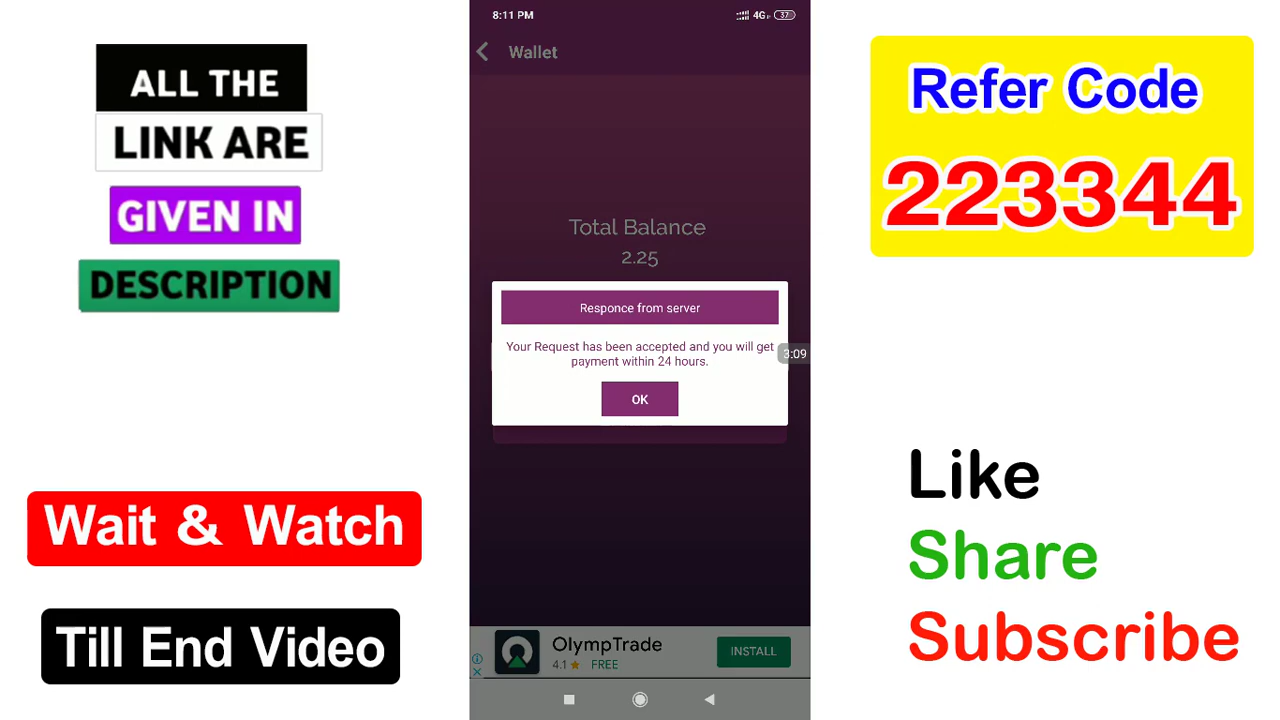 ALL THE
LINK ARE
GIVEN IN
DESCRIPTION
Wait & Watch
Till End Video
8:11 PM
4G
37
Wallet
Total Balance
2.25
Responce from server
Your Request has been accepted and you will get
payment within 24 hours.
3:09
OK
OlympTrade
4.1 ★ FREE
INSTALL
Refer Code
223344
Like
Share
Subscribe